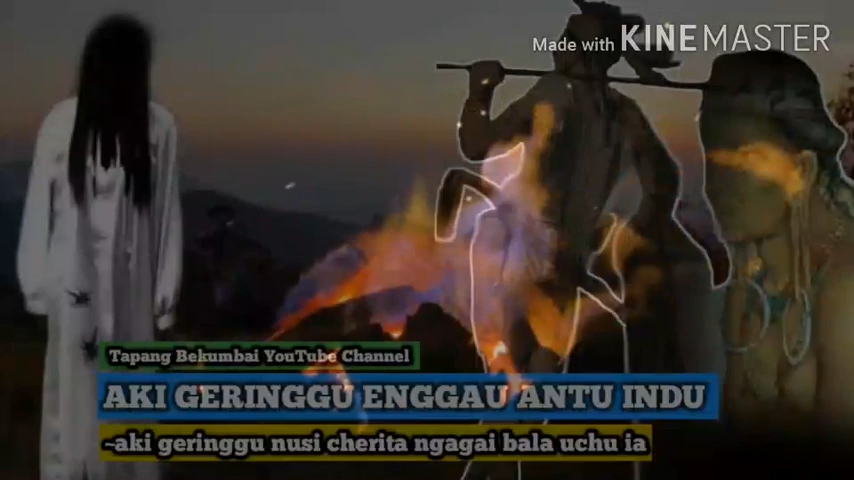 Made with KINEMASTER
Tapang Bekumbai YouTube Channel
AKI GERINGGU ENGGAU ANTU INDU
-aki geringgu nusi cherita ngagai bala uchu ia